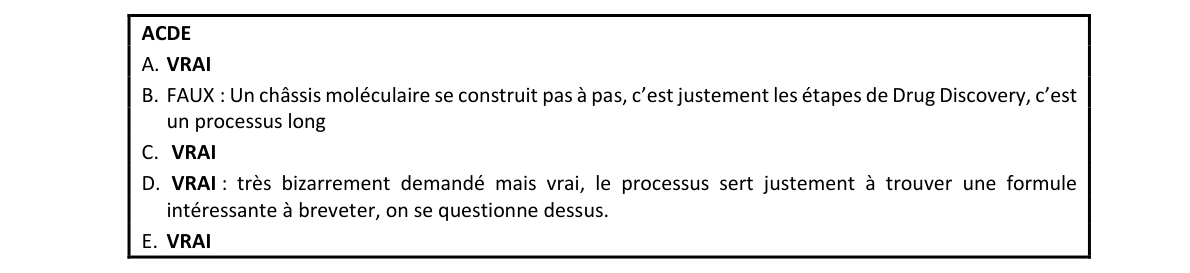 ACDE
A. VRAI
B. FAUX : Un châssis moléculaire se construit pas à pas, c’est justement les étapes de Drug Discovery, c’est
un processus long
C. VRAI
D. VRAI : très bizarrement demandé mais vrai, le processus sert justement à trouver une formule
intéressante à breveter, on se questionne dessus.
E. VRAI